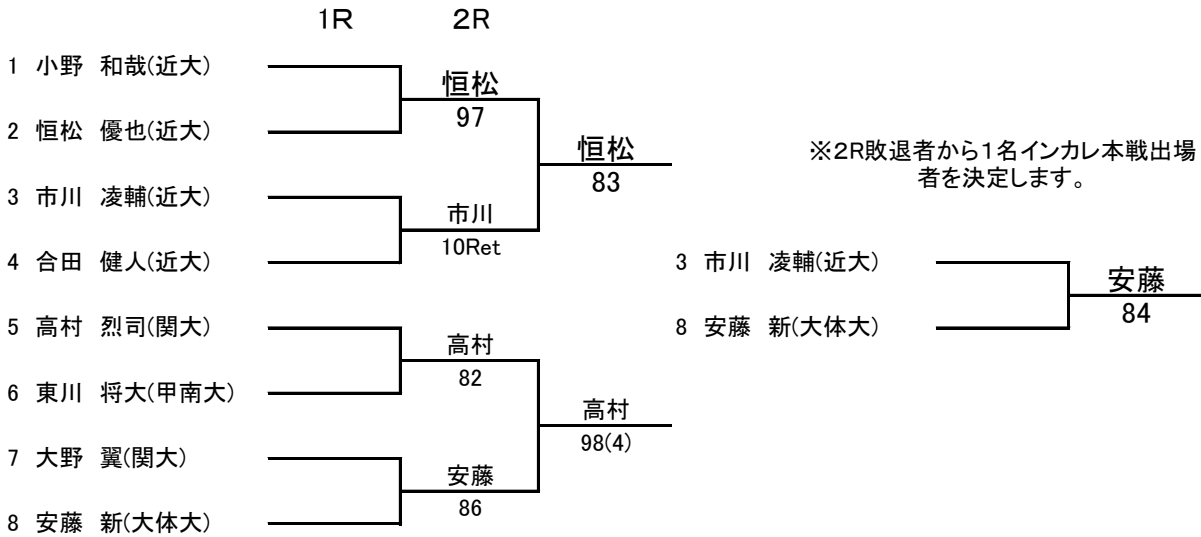 1R 2R
1 小野 和哉(近大)
恒松
97
2 恒松 優也(近大)
恒松
83
3 市川 凌輔(近大)
市川
10Ret
4 合田 健人(近大)
5 高村 烈司(関大)
高村
82
6 東川 将大(甲南大)
高村
98(4)
7 大野 翼(関大)
安藤
86
8 安藤 新(大体大)
※2R敗退者から1名インカレ本戦出場
者を決定します。
3 市川 凌輔(近大)
安藤
84
8 安藤 新(大体大)